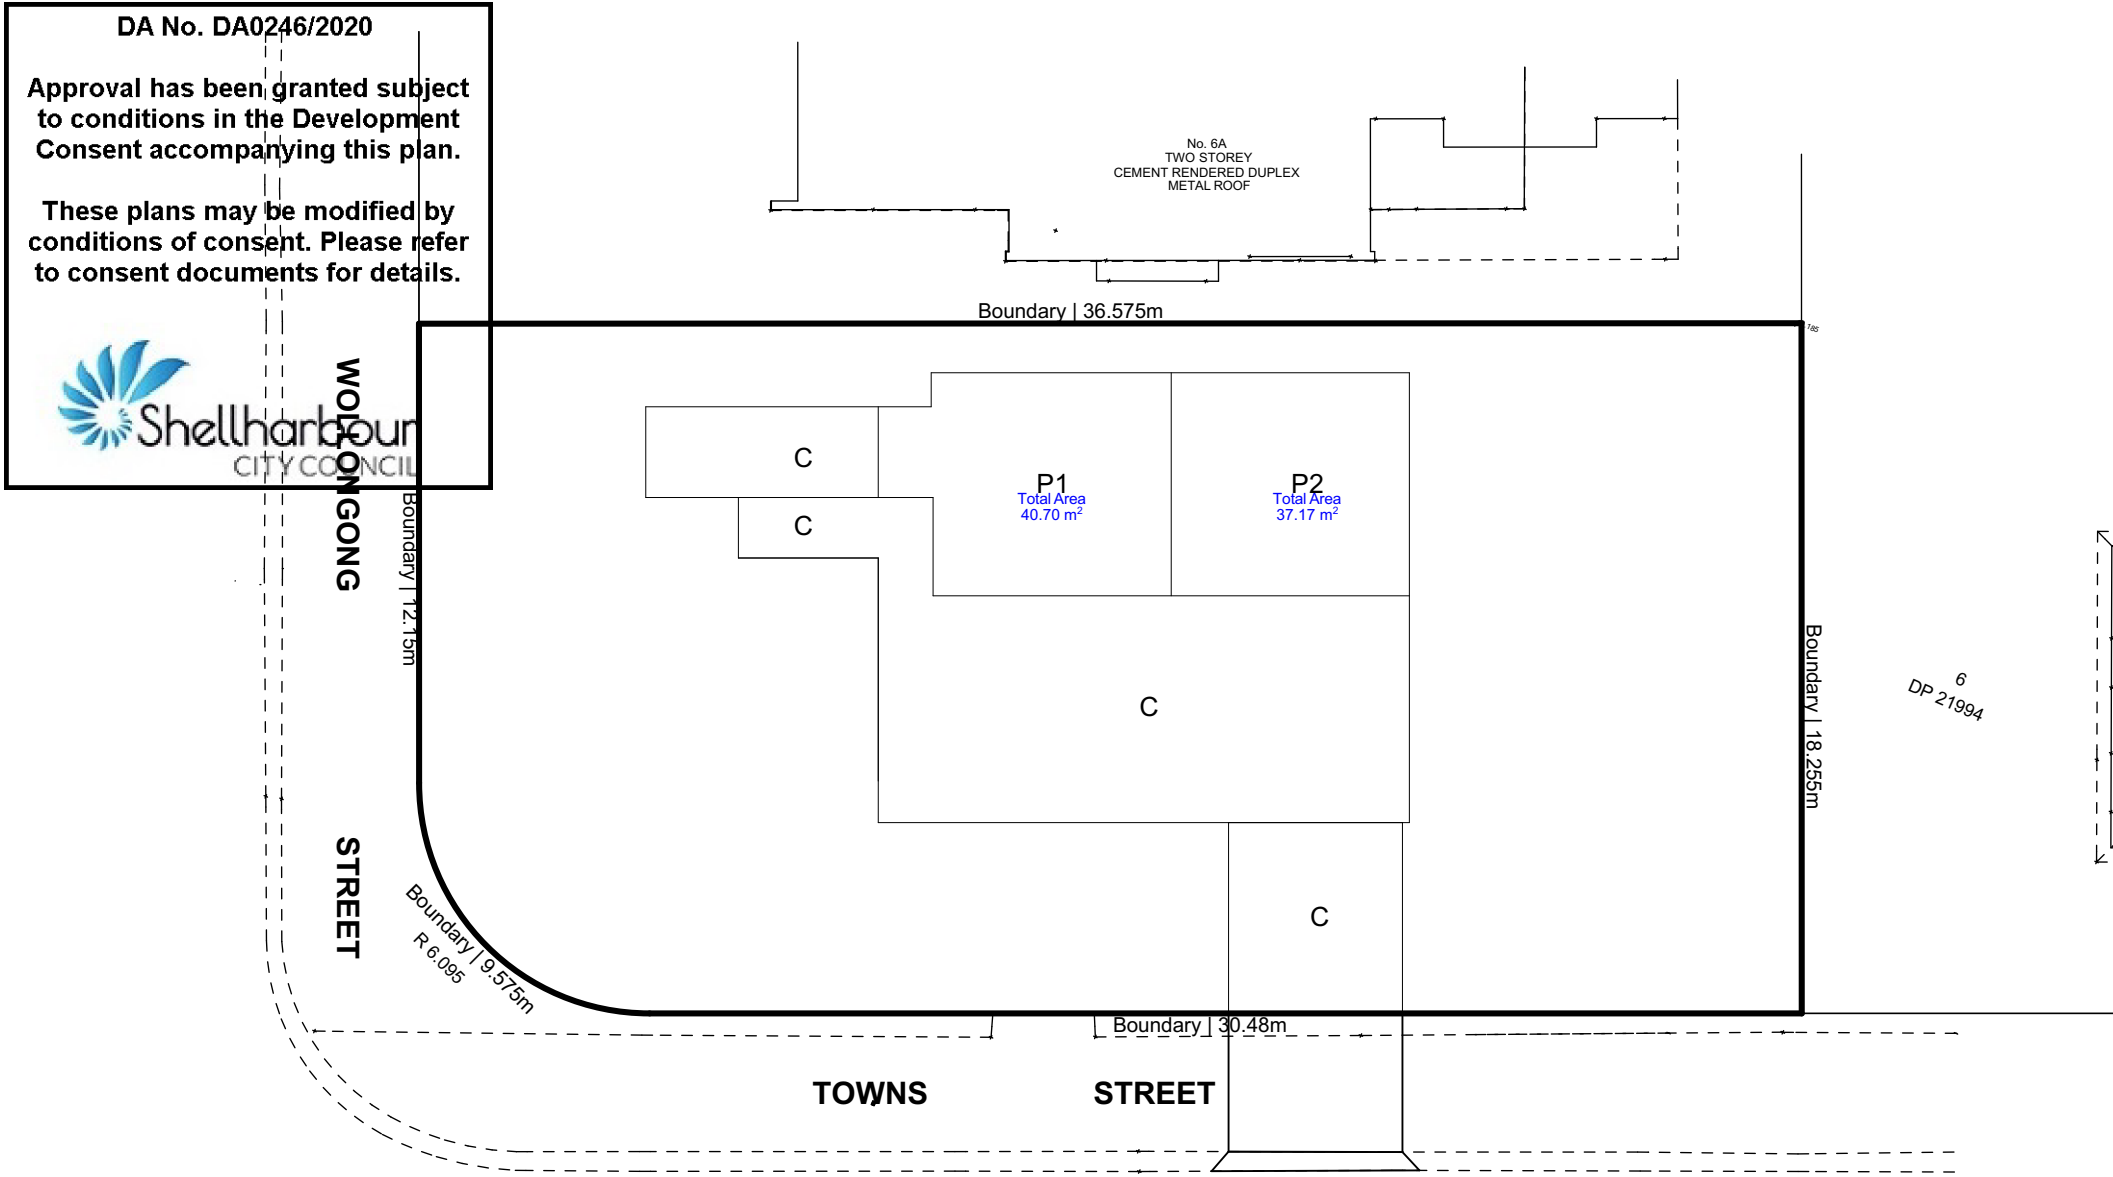 DA No. DA0246/2020
Approval has been granted subject
to conditions in the Development
Consent accompanying this plan.
These plans may be modified by
conditions of consent. Please refer
to consent documents for details.
Shellharbour
CITY COUNCIL
No. 6A
TWO STOREY
CEMENT RENDERED DUPLEX
METAL ROOF
Boundary | 36.575m
185
WOLLONGONG
STREET
Boundary | 12.15m
C
C
P1
Total Area
40.70 m²
P2
Total Area
37.17 m²
C
C
Boundary | 18.255m
6
DP 21994
Boundary | 9.575m
R 6.095
Boundary | 30.48m
TOWNS STREET